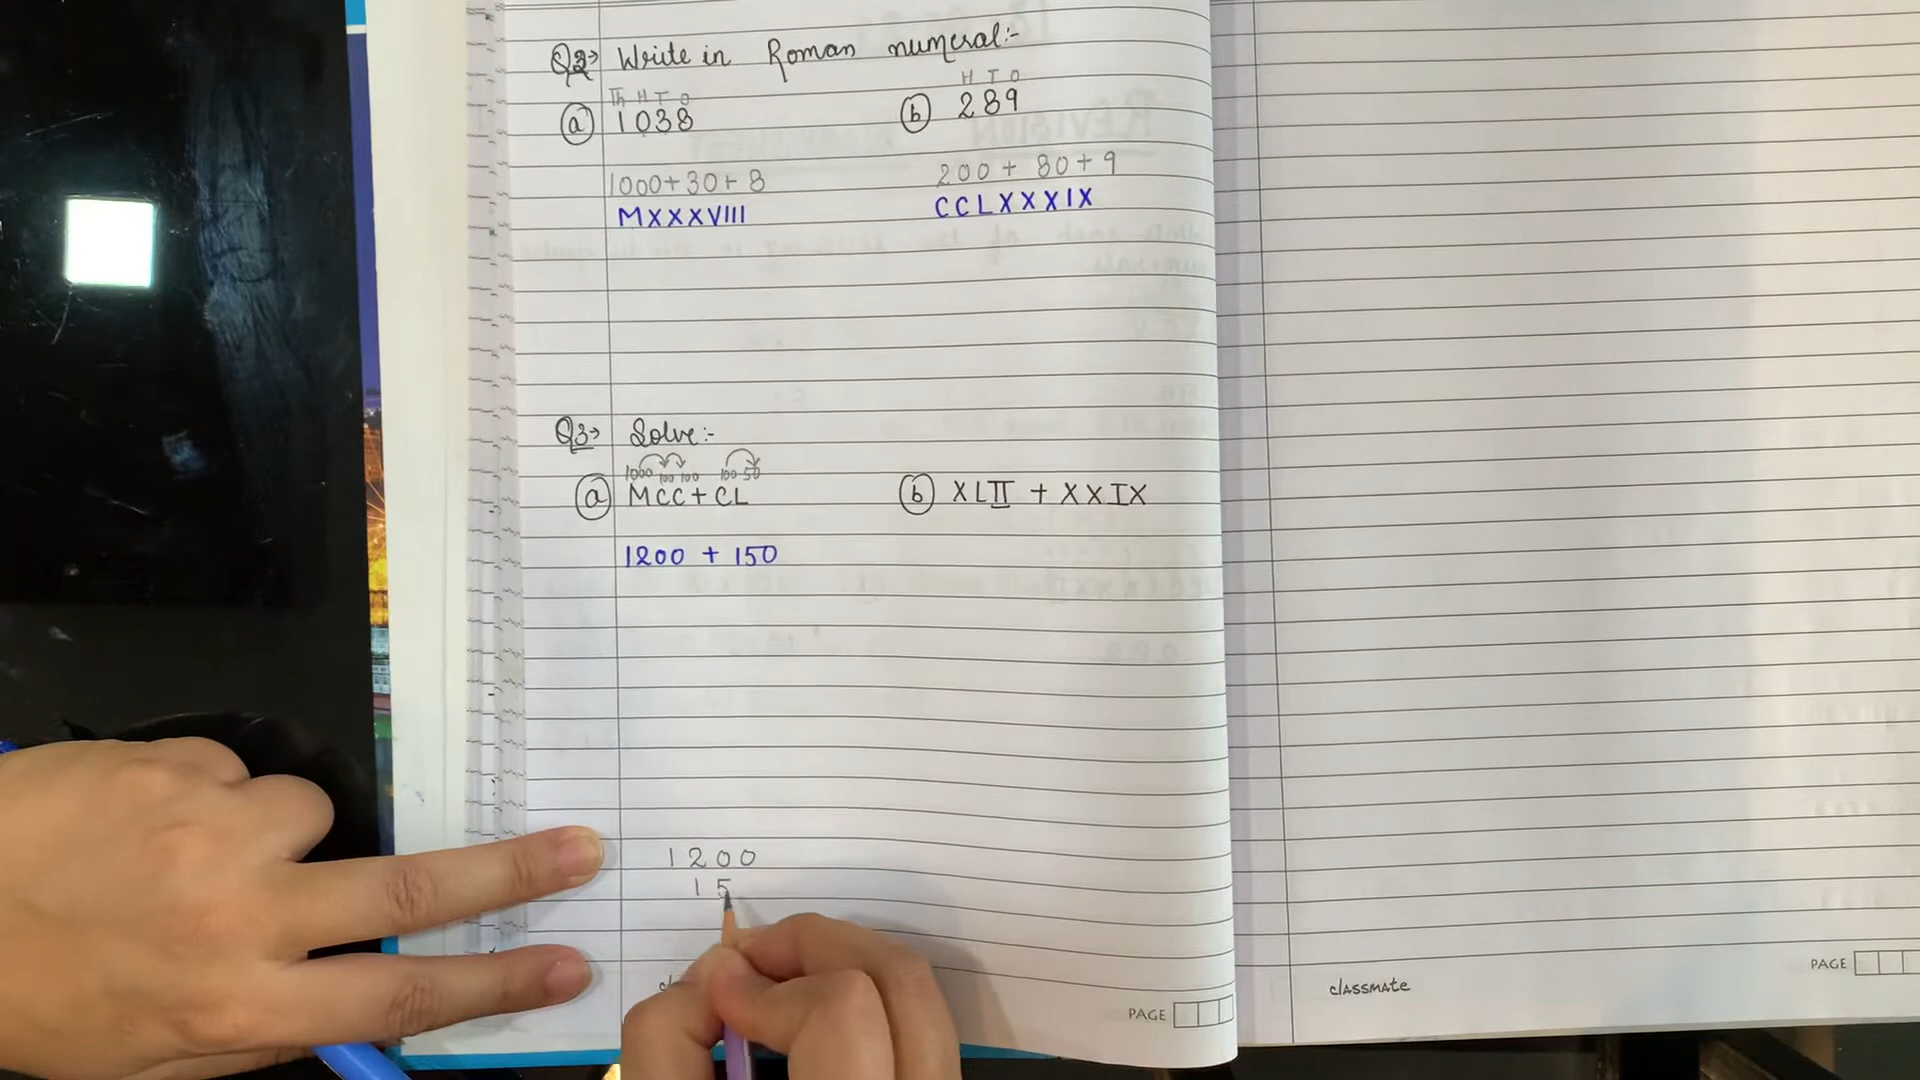 Q2→ Write in Roman numeral:-
Th H T O H T O
a 1038 b 289
1000+30+8 200 + 80+9
MXXXVIII CCLXXXIX
Q3→ Solve:-
1000 100 100 100 50
a MCC + CL b XLII + XXIX
1200 + 150
1200
15
PAGE
classmate
PAGE